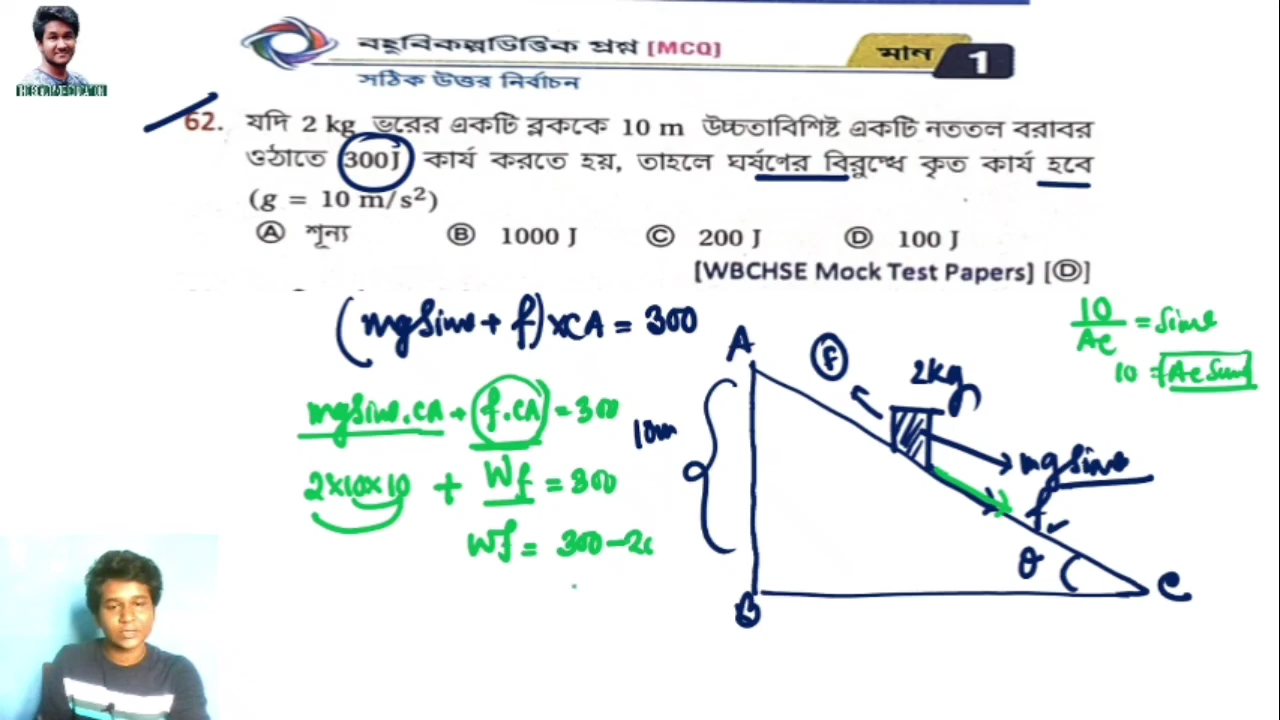 বহুবিকল্পভিত্তিক প্রশ্ন [MCQ]
মান 1
সঠিক উত্তর নির্বাচন
62. যদি 2 kg ভরের একটি ব্লককে 10 m উচ্চতাবিশিষ্ট একটি নততল বরাবর
ওঠাতে 300J কার্য করতে হয়, তাহলে ঘর্ষণের বিরুদ্ধে কৃত কার্য হবে
(g = 10 m/s²)
Ⓐ শূন্য Ⓑ 1000 J Ⓒ 200 J Ⓓ 100 J
[WBCHSE Mock Test Papers] [Ⓓ]
(mg sinθ + f) × CA = 300
mg sinθ . CA + f . CA = 300
2×10×10 + Wf = 300
Wf = 300 - 20
10/AC = sinθ
10 = AC sinθ
A
F
2kg
10m
mg sinθ
f
θ
B
C